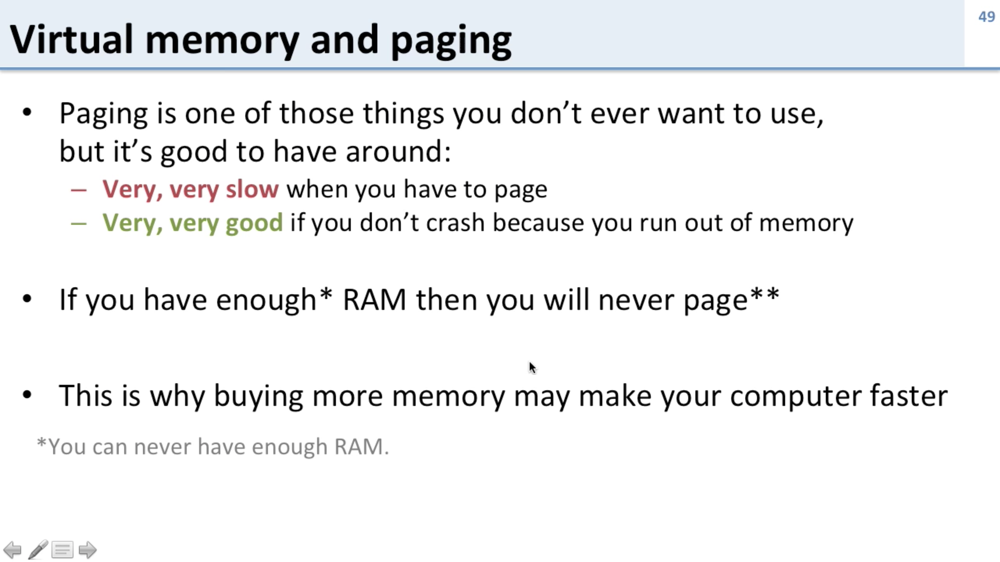 Virtual memory and paging
49
• Paging is one of those things you don’t ever want to use,
but it’s good to have around:
– Very, very slow when you have to page
– Very, very good if you don’t crash because you run out of memory
• If you have enough* RAM then you will never page**
• This is why buying more memory may make your computer faster
*You can never have enough RAM.